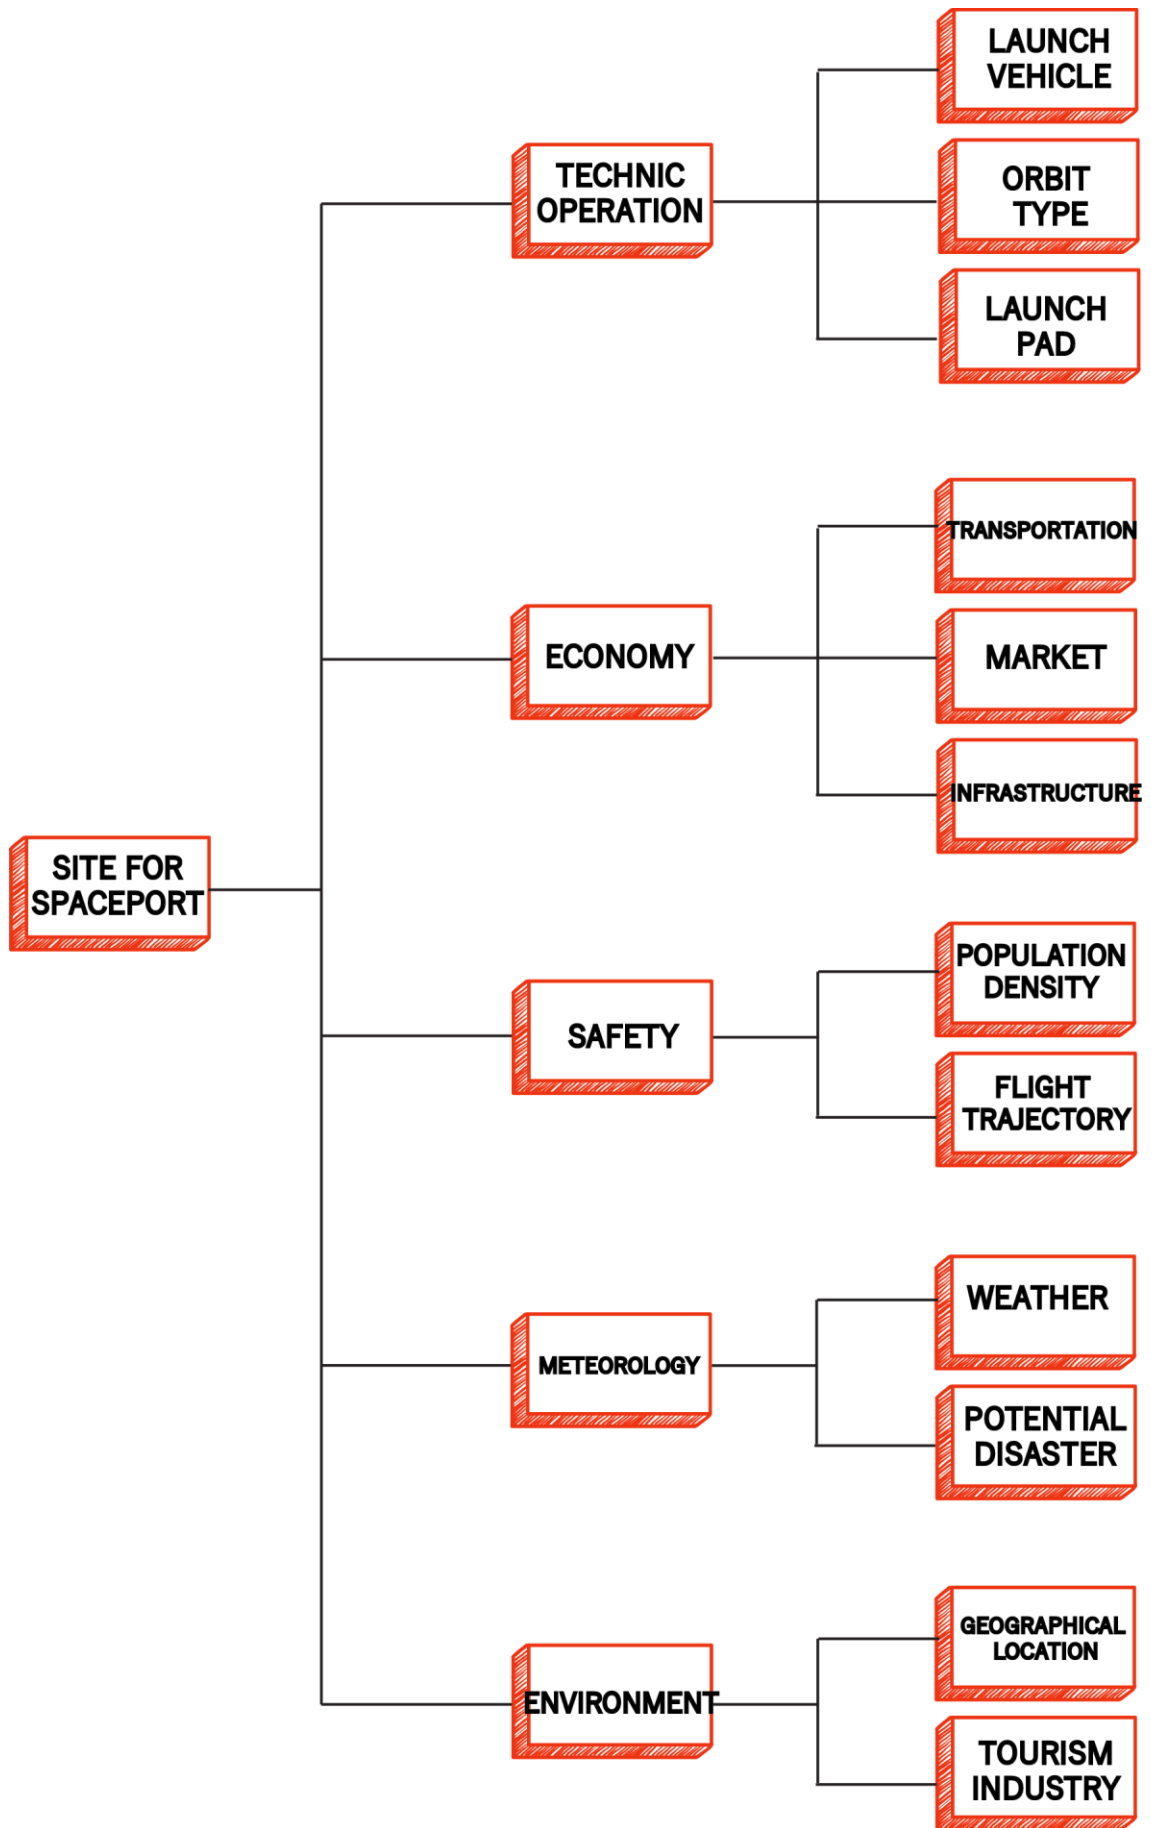 LAUNCH
VEHICLE
TECHNIC
OPERATION
ORBIT
TYPE
LAUNCH
PAD
TRANSPORTATION
ECONOMY
MARKET
INFRASTRUCTURE
SITE FOR
SPACEPORT
POPULATION
DENSITY
SAFETY
FLIGHT
TRAJECTORY
WEATHER
METEOROLOGY
POTENTIAL
DISASTER
GEOGRAPHICAL
LOCATION
ENVIRONMENT
TOURISM
INDUSTRY